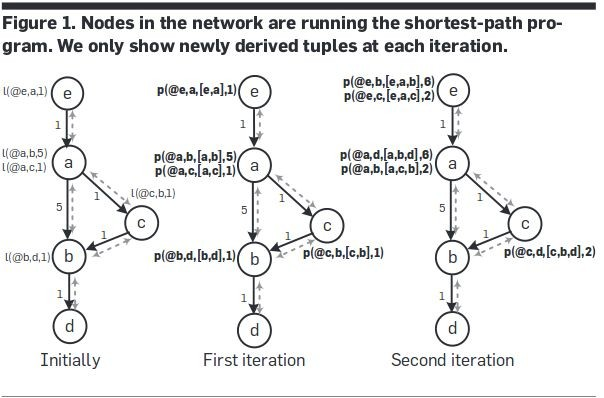 Figure 1. Nodes in the network are running the shortest-path pro-
gram. We only show newly derived tuples at each iteration.
l(@e,a,1)
e
1
l(@a,b,5)
l(@a,c,1)
a
l(@c,b,1)
5
1
c
1
l(@b,d,1)
b
1
d
Initially
p(@e,a,[e,a],1)
e
1
p(@a,b,[a,b],5)
p(@a,c,[a,c],1)
a
5
1
c
1
p(@b,d,[b,d],1)
b
p(@c,b,[c,b],1)
1
d
First iteration
p(@e,b,[e,a,b],6)
p(@e,c,[e,a,c],2)
e
1
p(@a,d,[a,b,d],6)
p(@a,b,[a,c,b],2)
a
5
1
c
1
b
p(@c,d,[c,b,d],2)
1
d
Second iteration